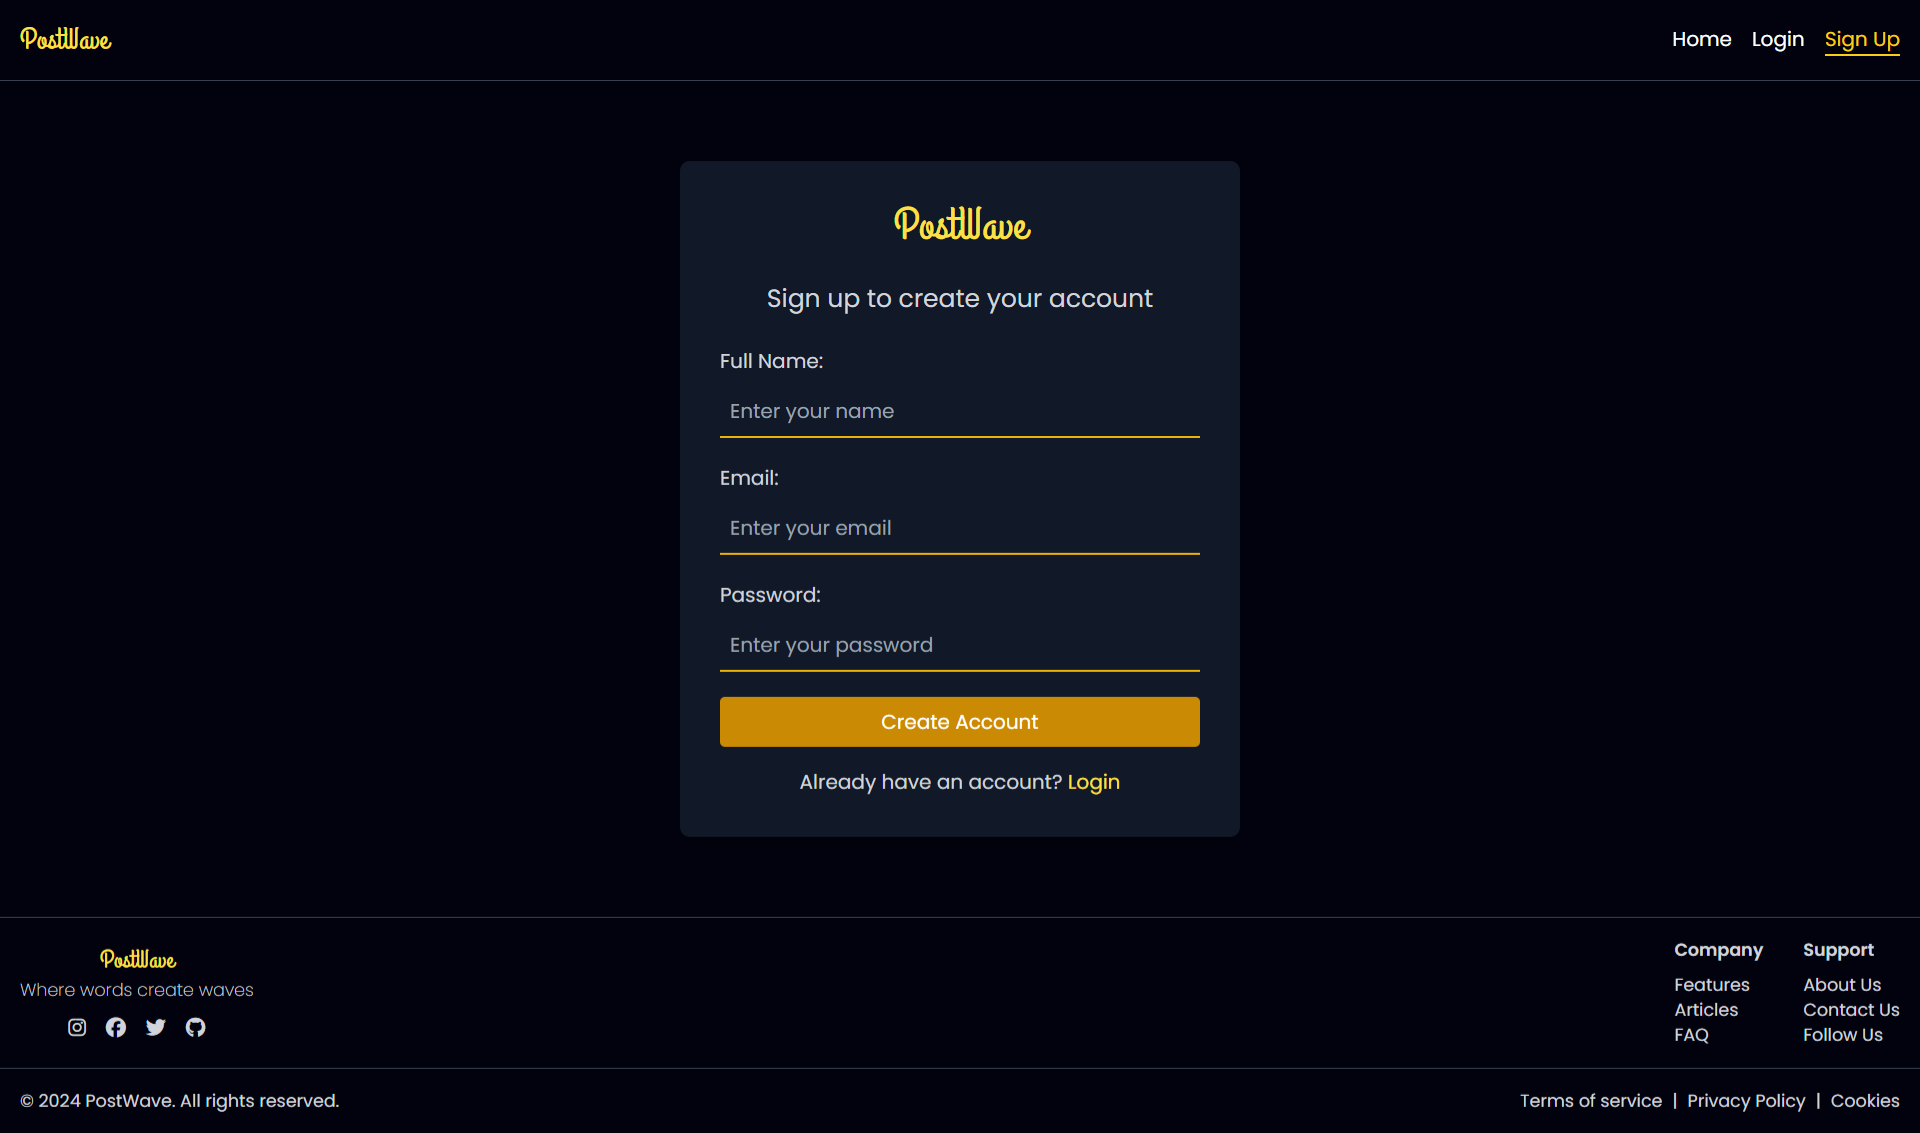 PostWave
Home Login Sign Up
PostWave
Sign up to create your account
Full Name:
Enter your name
Email:
Enter your email
Password:
Enter your password
Create Account
Already have an account? Login
PostWave
Where words create waves
Company
Features
Articles
FAQ
Support
About Us
Contact Us
Follow Us
© 2024 PostWave. All rights reserved.
Terms of service | Privacy Policy | Cookies